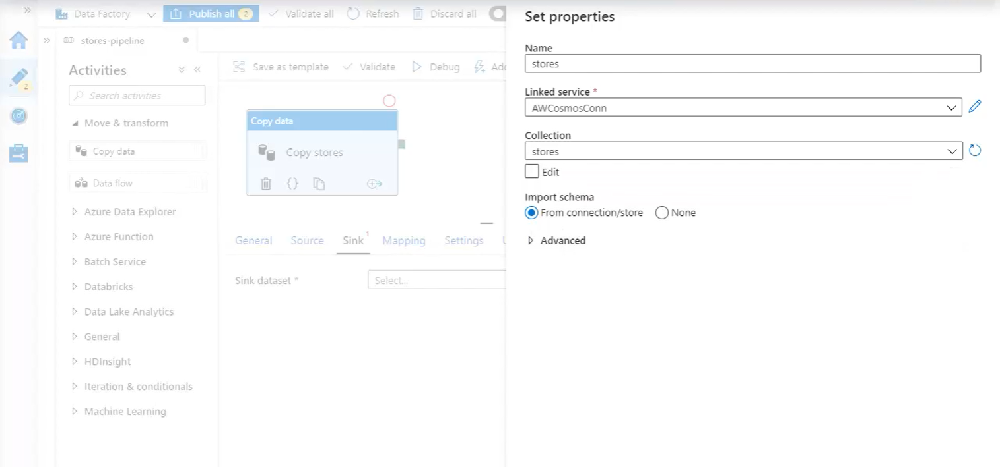 Data Factory
Publish all 2
Validate all
Refresh
Discard all
stores-pipeline
2
Activities
Search activities
Move & transform
Copy data
Data flow
Azure Data Explorer
Azure Function
Batch Service
Databricks
Data Lake Analytics
General
HDInsight
Iteration & conditionals
Machine Learning
Save as template
Validate
Debug
Copy data
Copy stores
General
Source
Sink 1
Mapping
Settings
Sink dataset *
Select...
Set properties
Name
stores
Linked service *
AWCosmosConn
Collection
stores
Edit
Import schema
From connection/store
None
Advanced